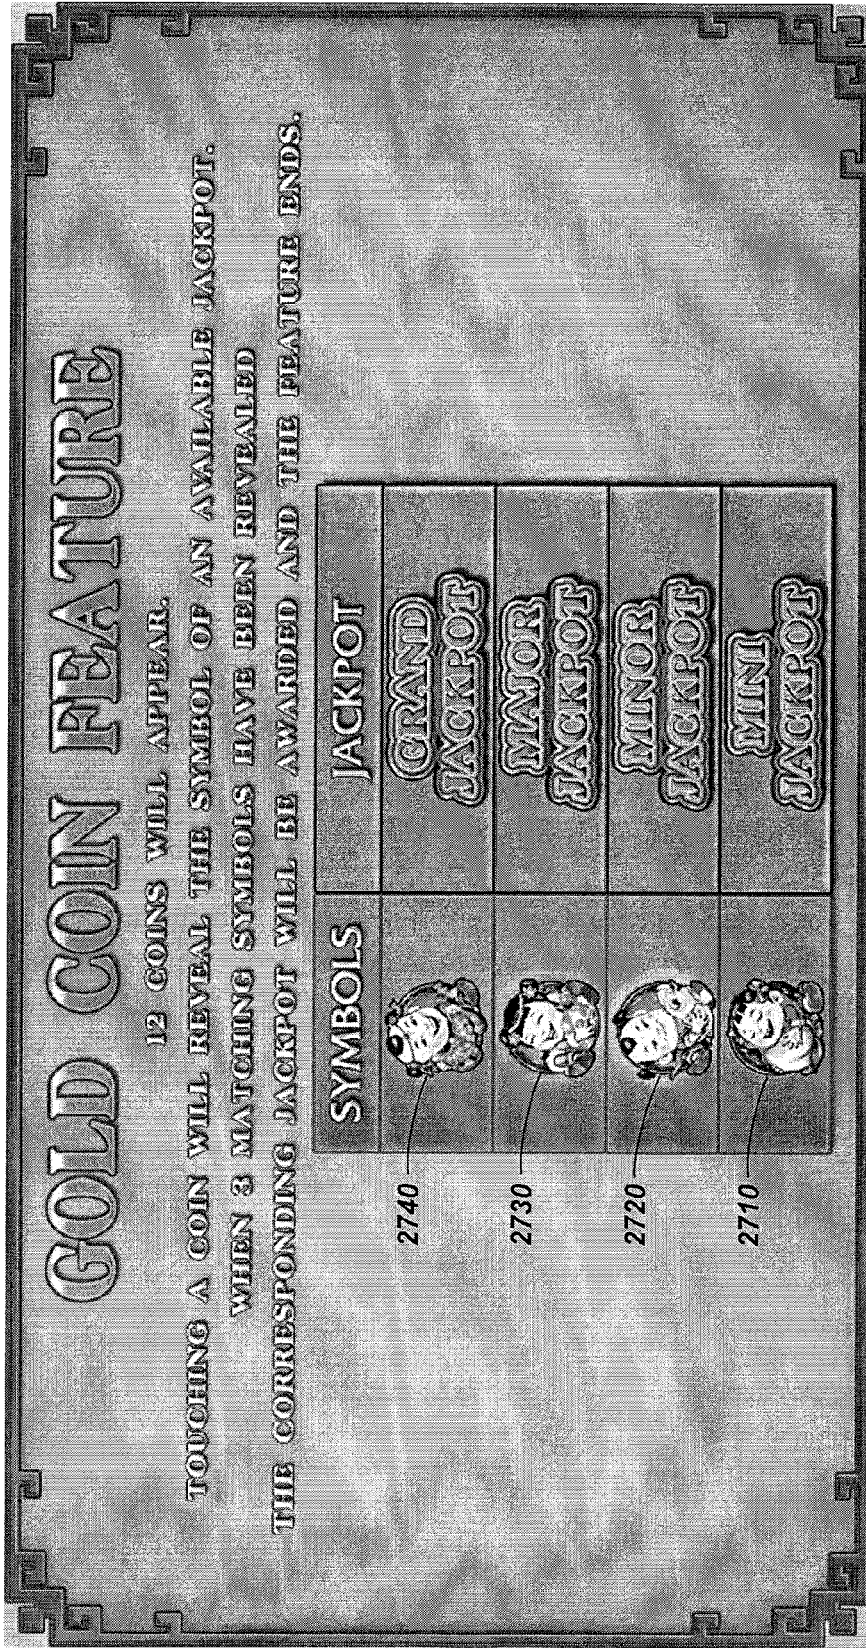 GOLD COIN FEATURE
12 COINS WILL APPEAR.
TOUCHING A COIN WILL REVEAL THE SYMBOL OF AN AVAILABLE JACKPOT.
WHEN 3 MATCHING SYMBOLS HAVE BEEN REVEALED
THE CORRESPONDING JACKPOT WILL BE AWARDED AND THE FEATURE ENDS.
SYMBOLS JACKPOT
2740 GRAND
JACKPOT
2730 MAJOR
JACKPOT
2720 MINOR
JACKPOT
2710 MINI
JACKPOT